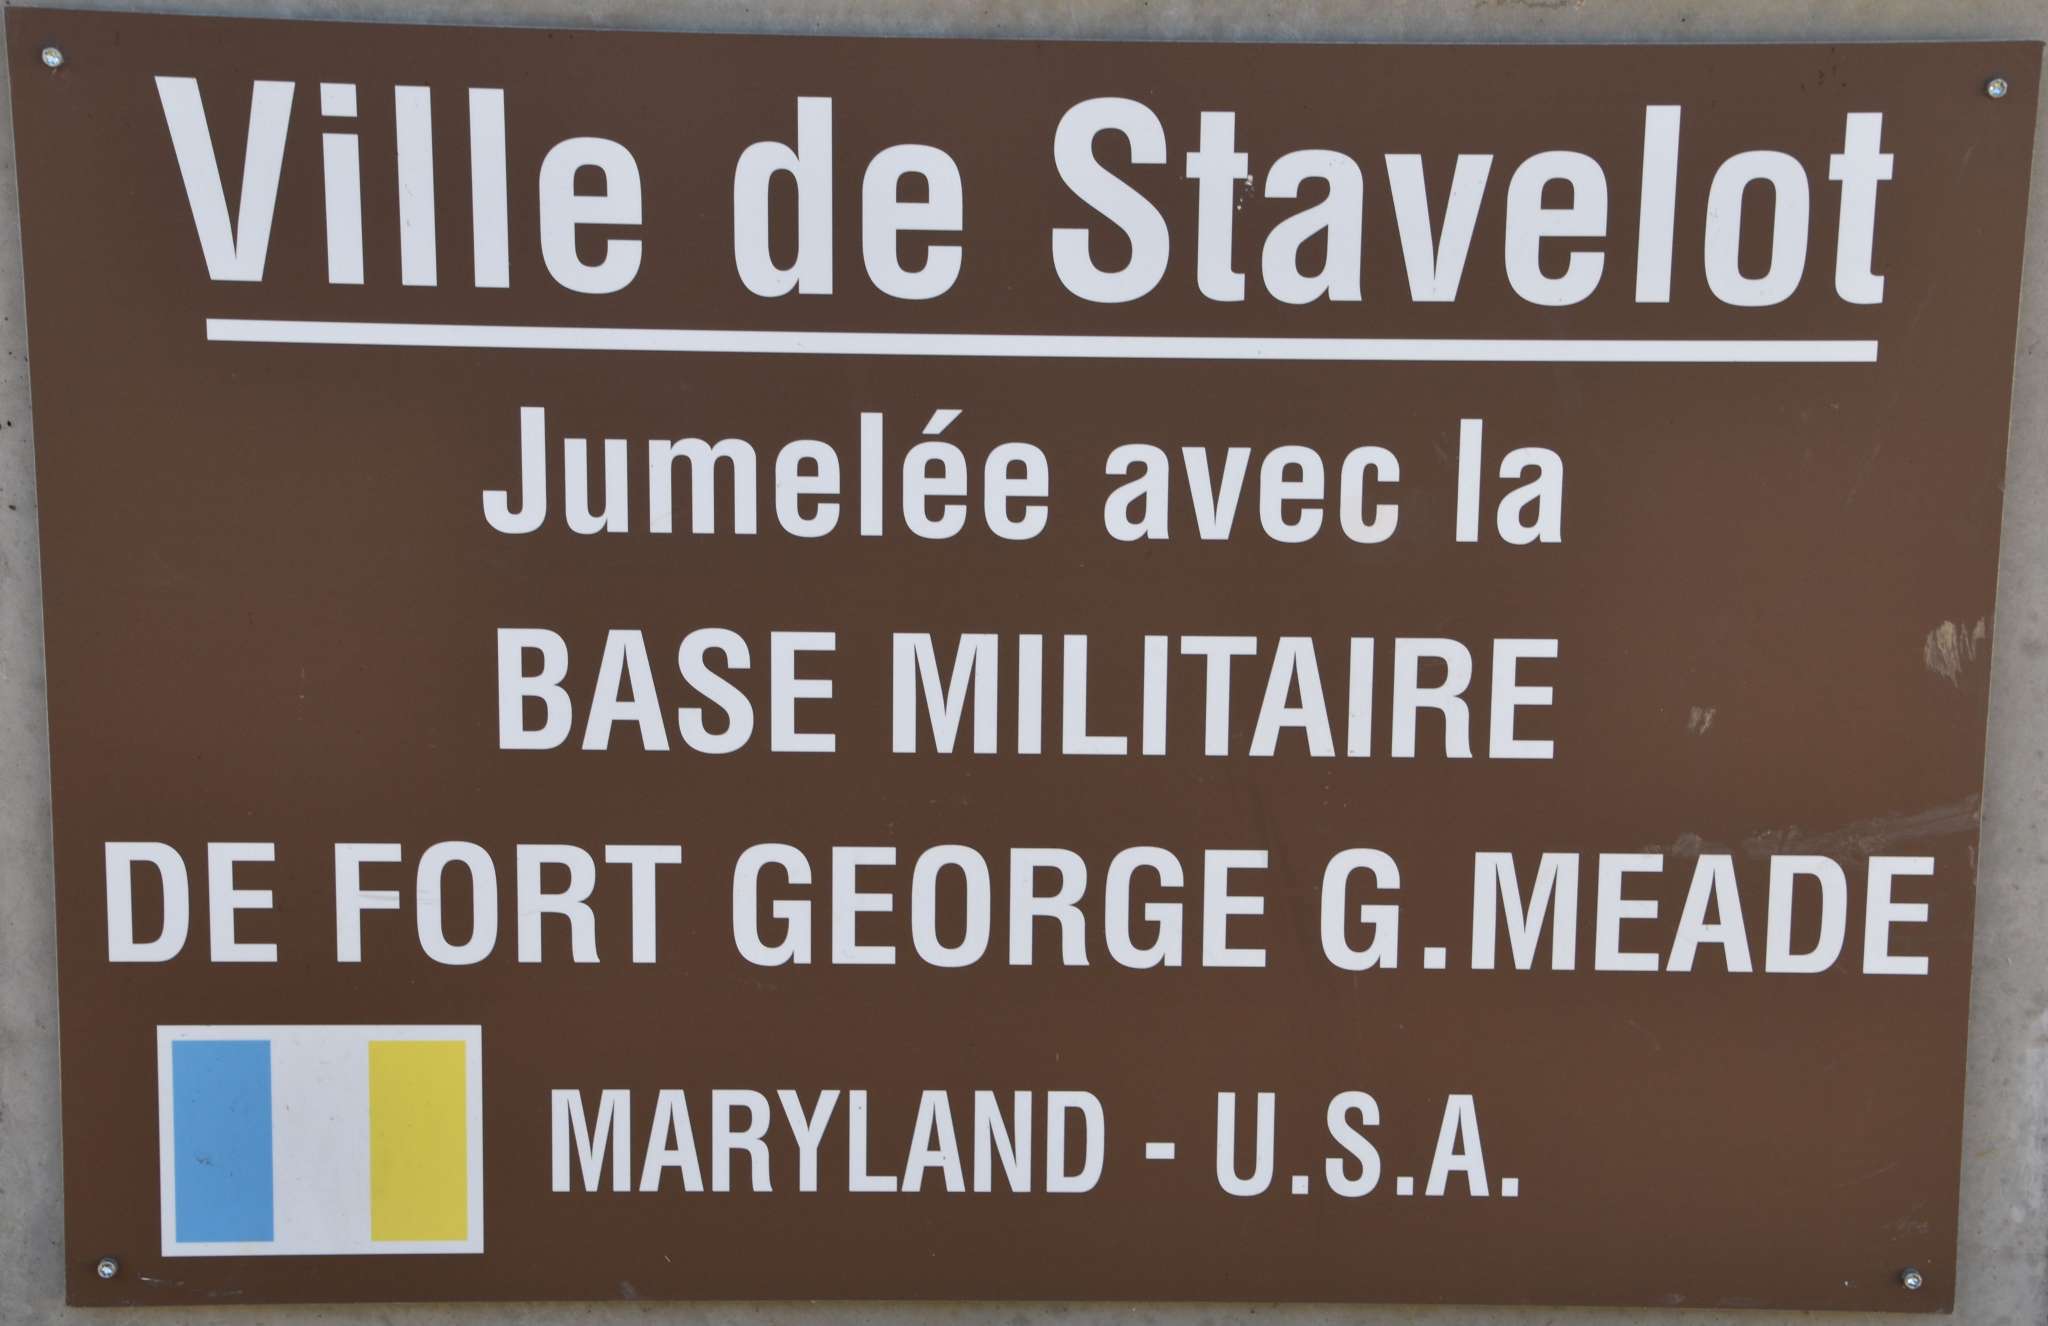 Ville de Stavelot
Jumelée avec la
BASE MILITAIRE
DE FORT GEORGE G.MEADE
MARYLAND - U.S.A.